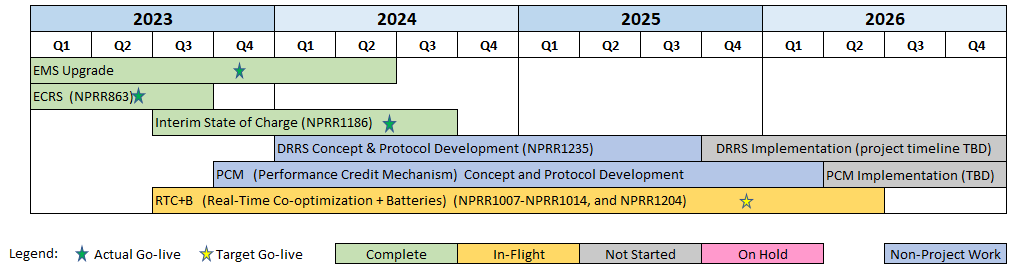 2023 2024 2025 2026
Q1 Q2 Q3 Q4 Q1 Q2 Q3 Q4 Q1 Q2 Q3 Q4 Q1 Q2 Q3 Q4
EMS Upgrade
ECRS (NPRR863)
Interim State of Charge (NPRR1186)
DRRS Concept & Protocol Development (NPRR1235) DRRS Implementation (project timeline TBD)
PCM (Performance Credit Mechanism) Concept and Protocol Development PCM Implementation (TBD)
RTC+B (Real-Time Co-optimization + Batteries) (NPRR1007-NPRR1014, and NPRR1204)
Legend: Actual Go-live Target Go-live Complete In-Flight Not Started On Hold Non-Project Work